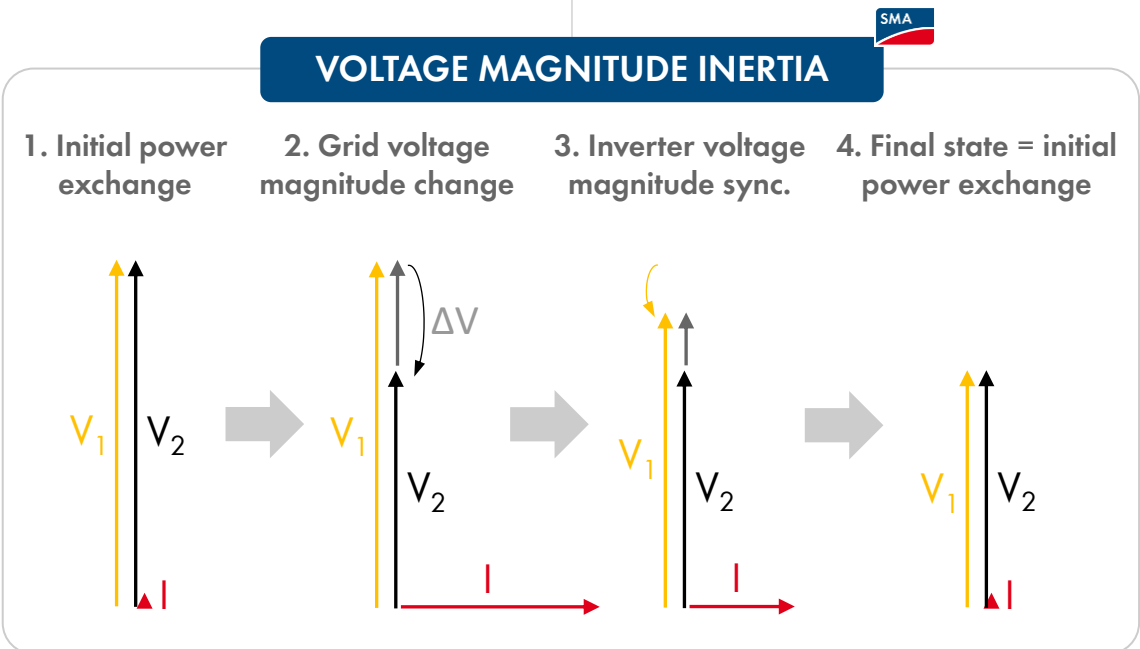 SMA
VOLTAGE MAGNITUDE INERTIA
1. Initial power
exchange
2. Grid voltage
magnitude change
3. Inverter voltage
magnitude sync.
4. Final state = initial
power exchange
V₁
V₂
I
V₁
ΔV
V₂
I
V₁
V₂
I
V₁
V₂
I